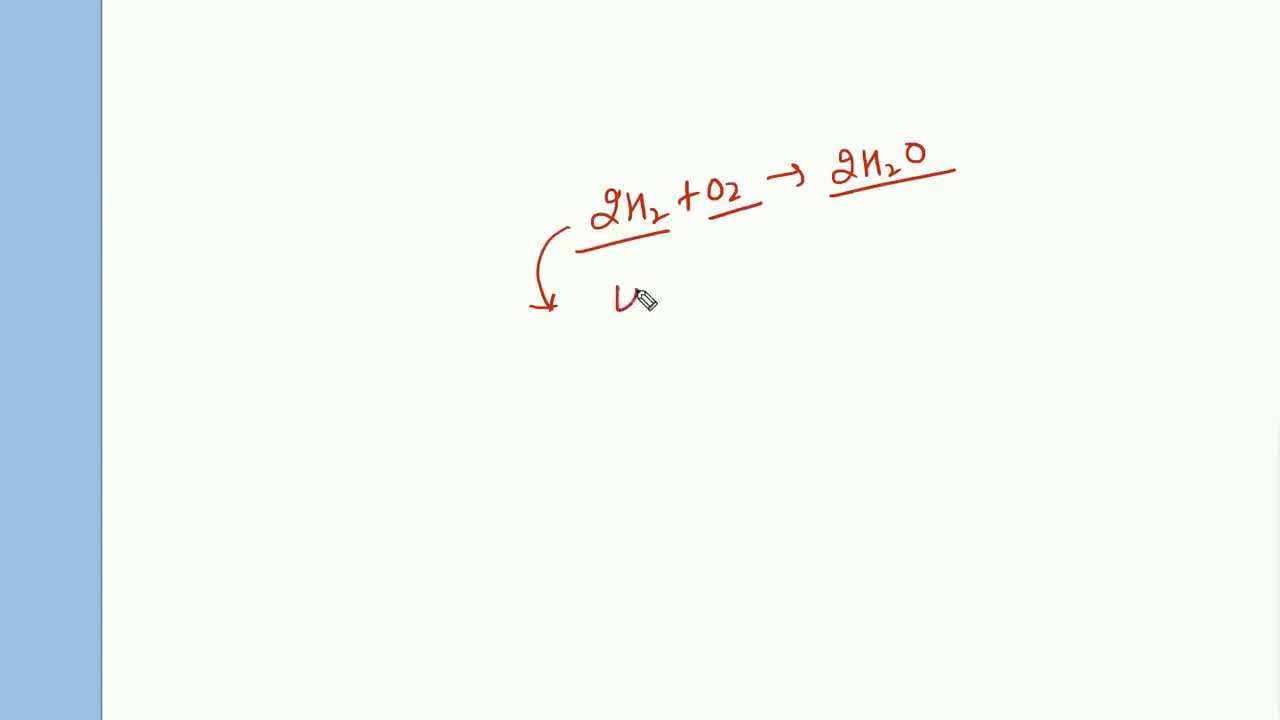 2H₂ + O₂ → 2H₂O